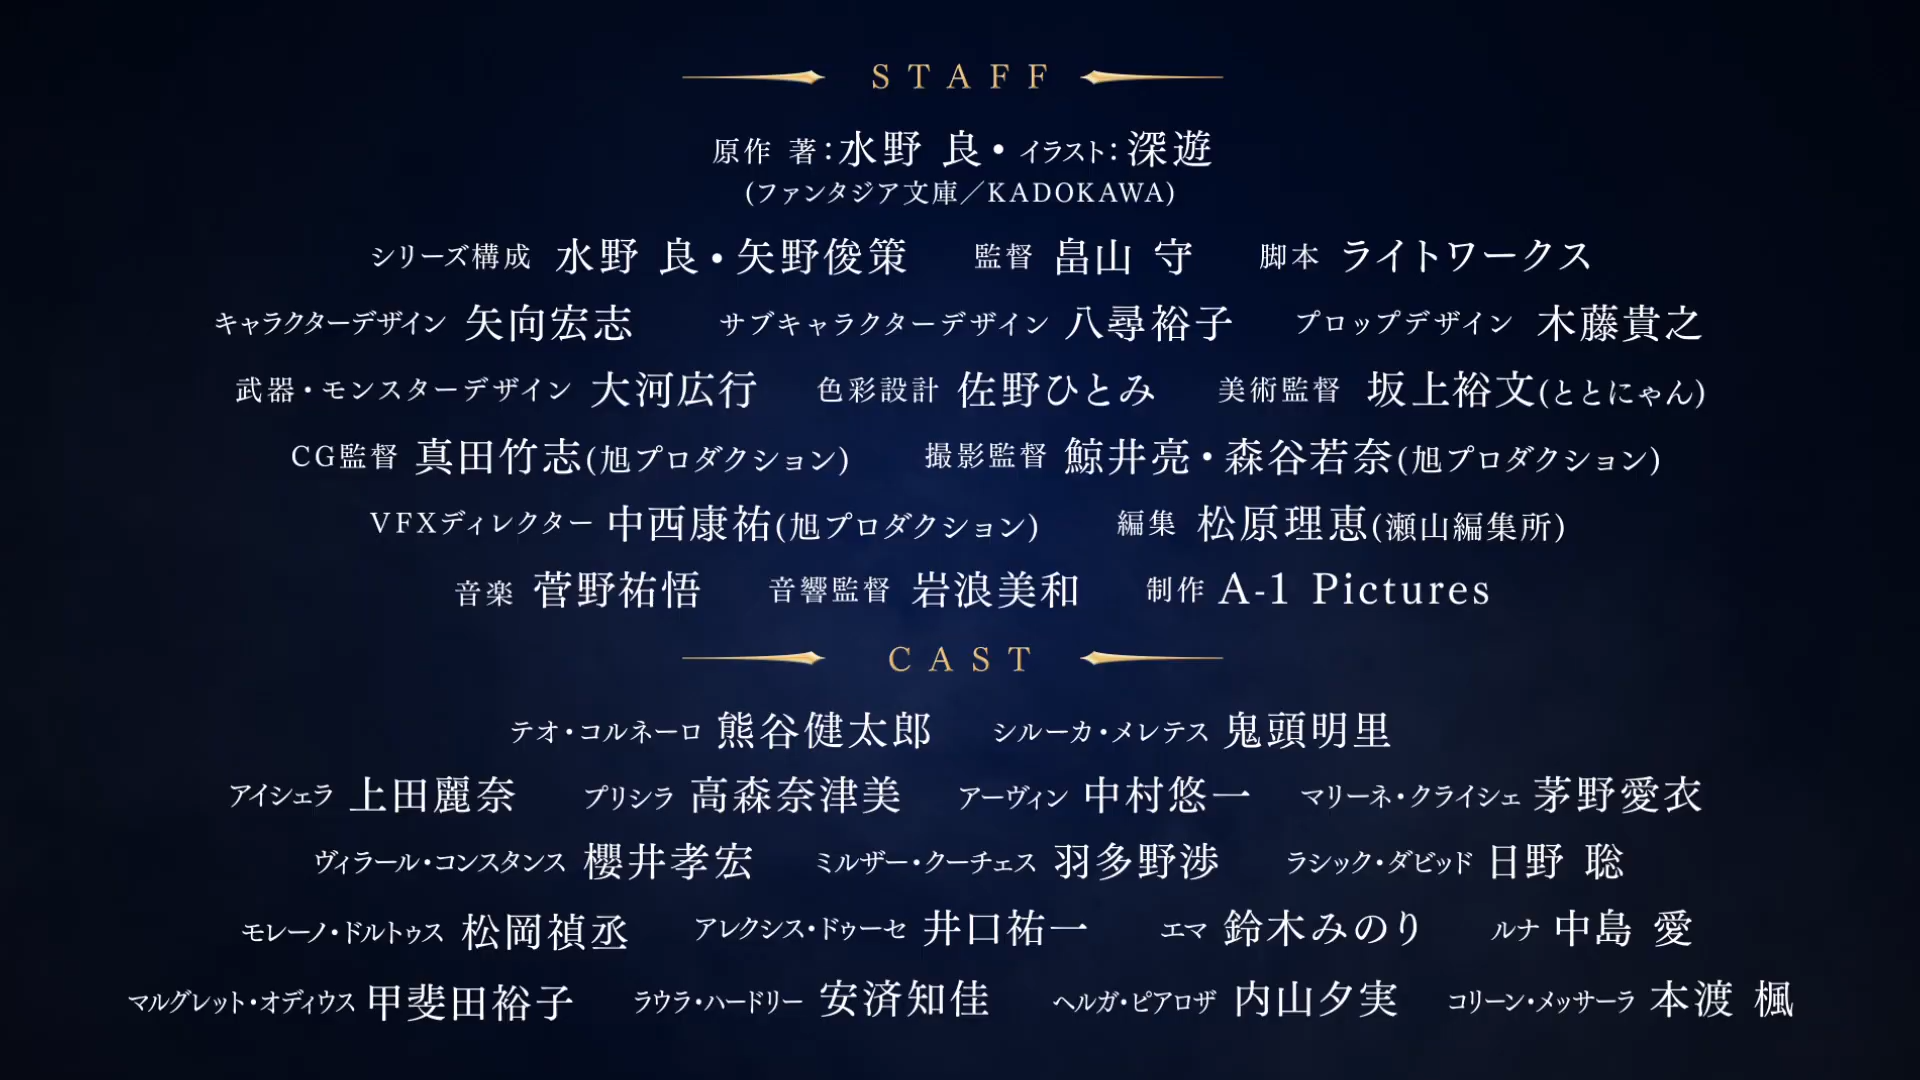 STAFF
原作 著：水野 良・イラスト：深遊
(ファンタジア文庫／KADOKAWA)
シリーズ構成 水野 良・矢野俊策 監督 畠山 守 脚本 ライトワークス
キャラクターデザイン 矢向宏志 サブキャラクターデザイン 八尋裕子 プロップデザイン 木藤貴之
武器・モンスターデザイン 大河広行 色彩設計 佐野ひとみ 美術監督 坂上裕文(ととにゃん)
CG監督 真田竹志(旭プロダクション) 撮影監督 鯨井亮・森谷若奈(旭プロダクション)
VFXディレクター 中西康祐(旭プロダクション) 編集 松原理恵(瀬山編集所)
音楽 菅野祐悟 音響監督 岩浪美和 制作 A-1 Pictures
CAST
テオ・コルネーロ 熊谷健太郎 シルーカ・メレテス 鬼頭明里
アイシェラ 上田麗奈 プリシラ 高森奈津美 アーヴィン 中村悠一 マリーネ・クライシェ 茅野愛衣
ヴィラール・コンスタンス 櫻井孝宏 ミルザー・クーチェス 羽多野渉 ラシック・ダビッド 日野 聡
モレーノ・ドルトゥス 松岡禎丞 アレクシス・ドゥーセ 井口祐一 エマ 鈴木みのり ルナ 中島 愛
マルグレット・オディウス 甲斐田裕子 ラウラ・ハードリー 安済知佳 ヘルガ・ピアロザ 内山夕実 コリーン・メッサーラ 本渡 楓